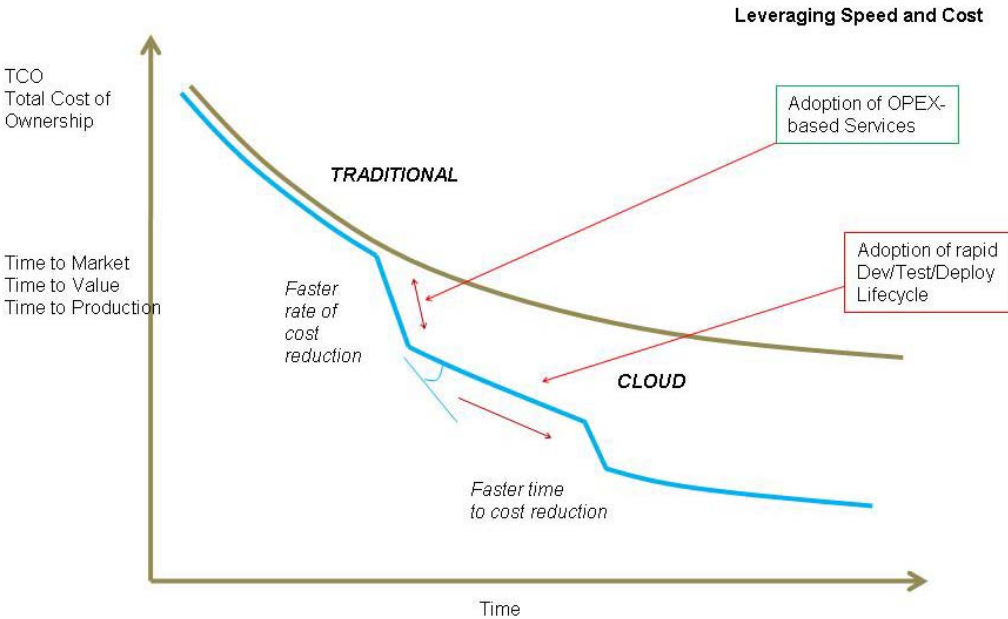 Leveraging Speed and Cost
TCO
Total Cost of
Ownership
Adoption of OPEX-
based Services
TRADITIONAL
Time to Market
Time to Value
Time to Production
Adoption of rapid
Dev/Test/Deploy
Lifecycle
Faster
rate of
cost
reduction
CLOUD
Faster time
to cost reduction
Time